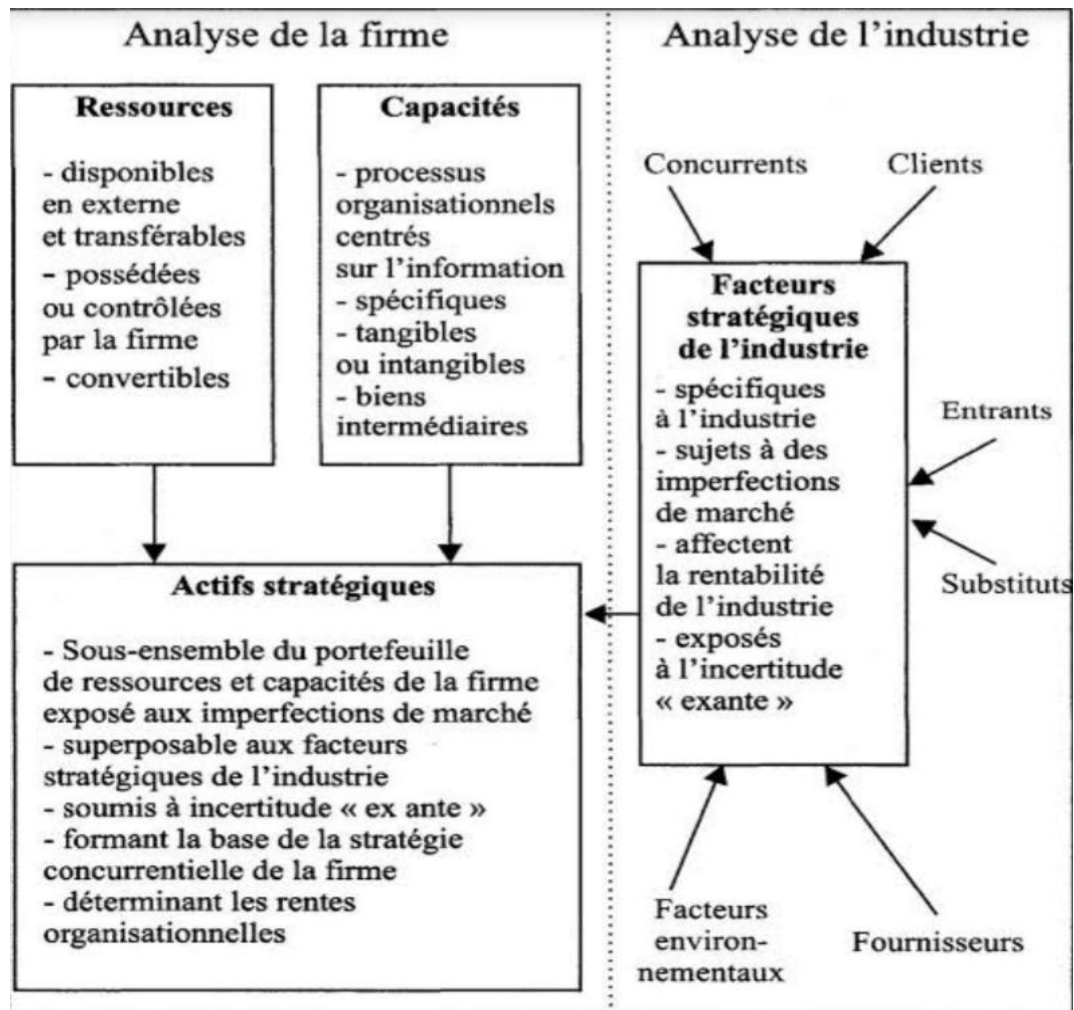 Analyse de la firme
Ressources
- disponibles
en externe
et transférables
- possédées
ou contrôlées
par la firme
- convertibles
Capacités
- processus
organisationnels
centrés
sur l'information
- spécifiques
- tangibles
ou intangibles
- biens
intermédiaires
Actifs stratégiques
- Sous-ensemble du portefeuille
de ressources et capacités de la firme
exposé aux imperfections de marché
- superposable aux facteurs
stratégiques de l'industrie
- soumis à incertitude « ex ante »
- formant la base de la stratégie
concurrentielle de la firme
- déterminant les rentes
organisationnelles
Analyse de l'industrie
Concurrents
Clients
Facteurs
stratégiques
de l'industrie
- spécifiques
à l'industrie
- sujets à des
imperfections
de marché
- affectent
la rentabilité
de l'industrie
- exposés
à l'incertitude
« exante »
Entrants
Substituts
Facteurs
environ-
nementaux
Fournisseurs